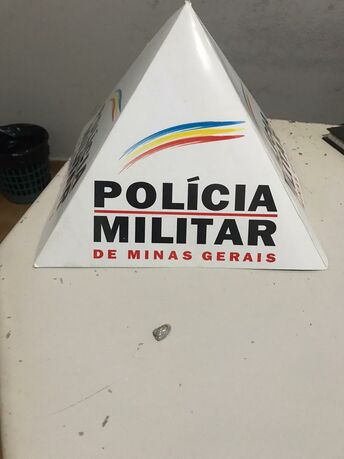 POLÍCIA
MILITAR
DE MINAS GERAIS